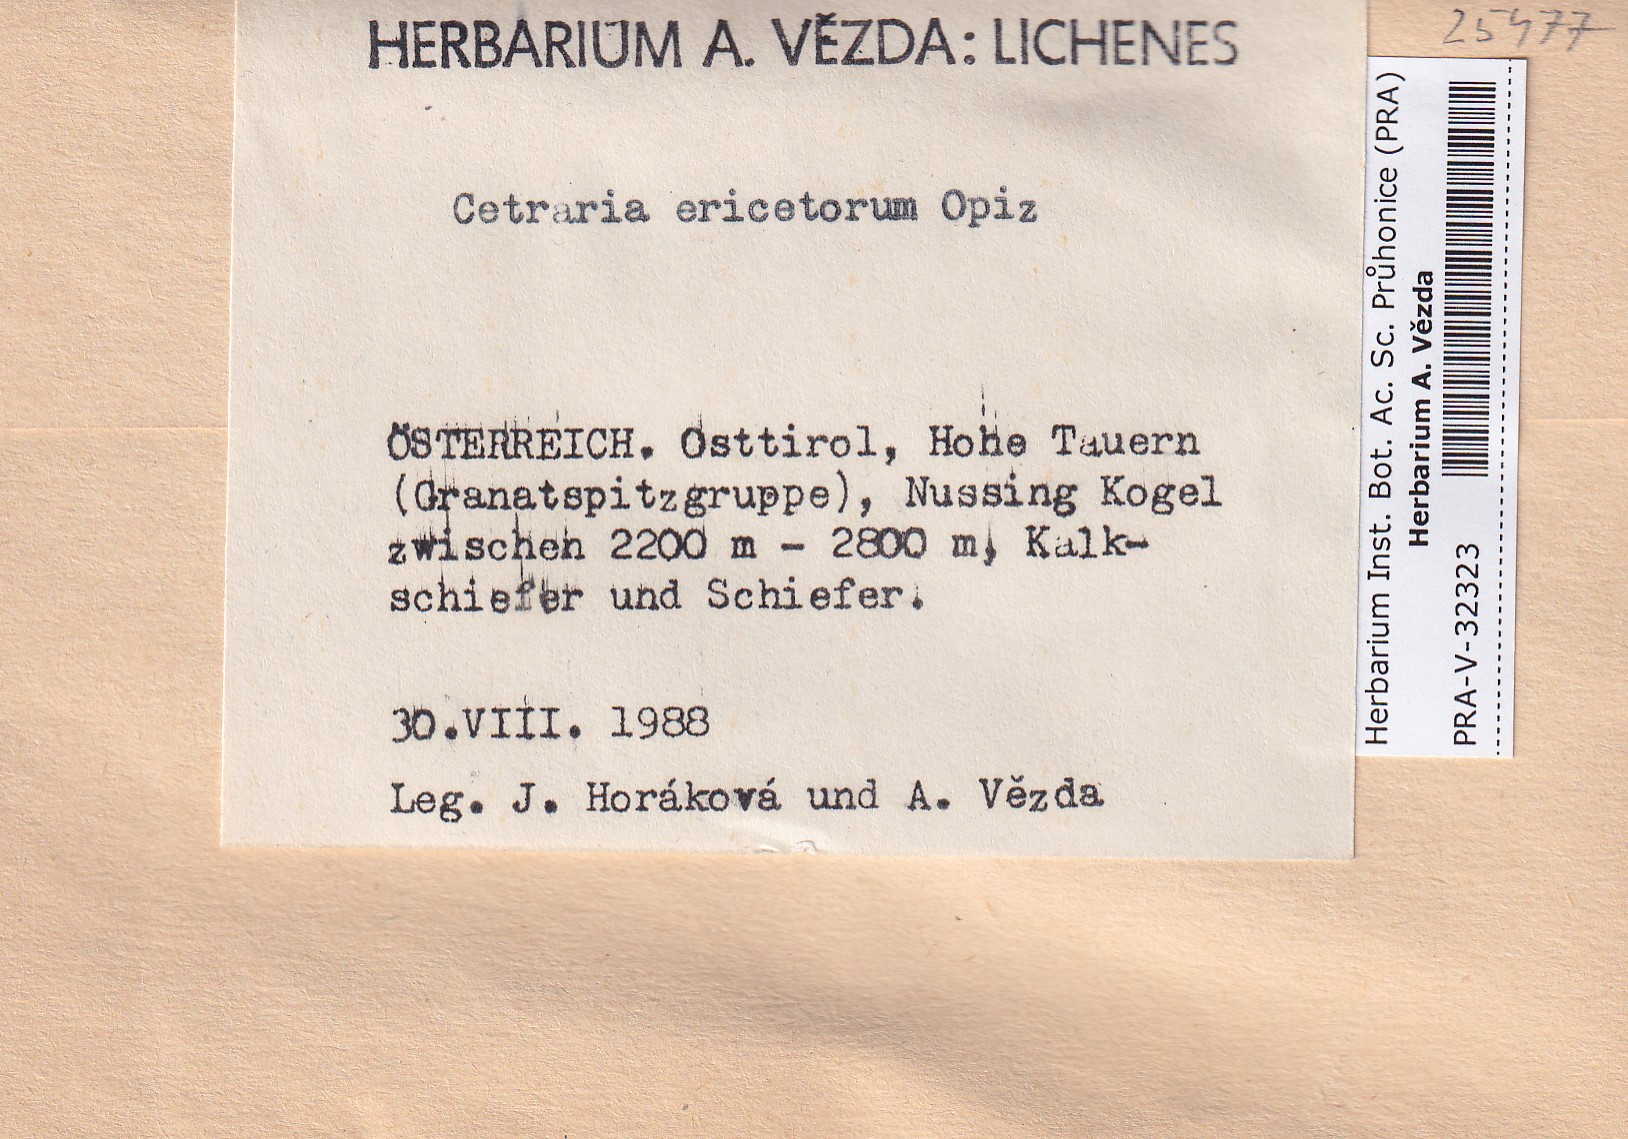 HERBARIUM A. VĚZDA: LICHENES
Cetraria ericetorum Opiz
ÖSTERREICH. Osttirol, Hohe Tauern
(Granatspitzgruppe), Nussing Kogel
zwischen 2200 m - 2800 m, Kalk-
schiefer und Schiefer.
30.VIII. 1988
Leg. J. Horáková und A. Vězda
25477
Herbarium Inst. Bot. Ac. Sc. Průhonice (PRA)
Herbarium A. Vězda
PRA-V-32323